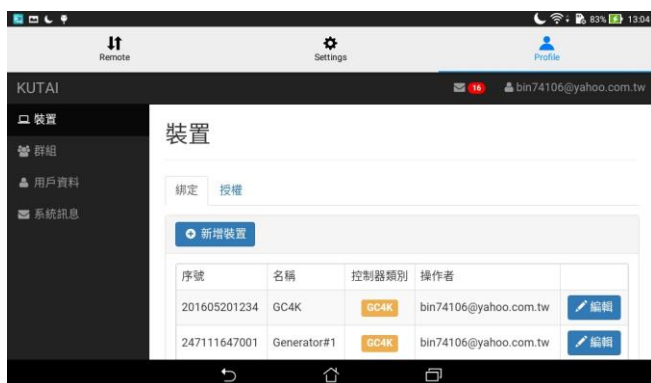 83% 13:04
Remote Settings Profile
KUTAI 16 bin74106@yahoo.com.tw
裝置
群組
用戶資料
系統訊息
裝置
綁定 授權
新增裝置
序號 名稱 控制器類別 操作者
201605201234 GC4K GC4K bin74106@yahoo.com.tw 編輯
247111647001 Generator#1 GC4K bin74106@yahoo.com.tw 編輯